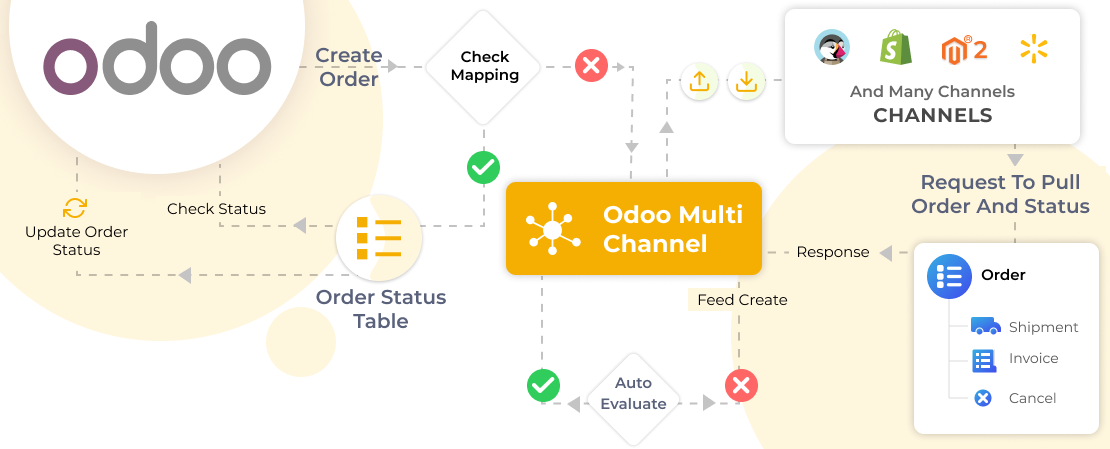 odoo
Create
Order
Check
Mapping
2
And Many Channels
CHANNELS
Request To Pull
Order And Status
Check Status
Update Order
Status
Order Status
Table
Odoo Multi
Channel
Response
Feed Create
Auto
Evaluate
Order
Shipment
Invoice
Cancel